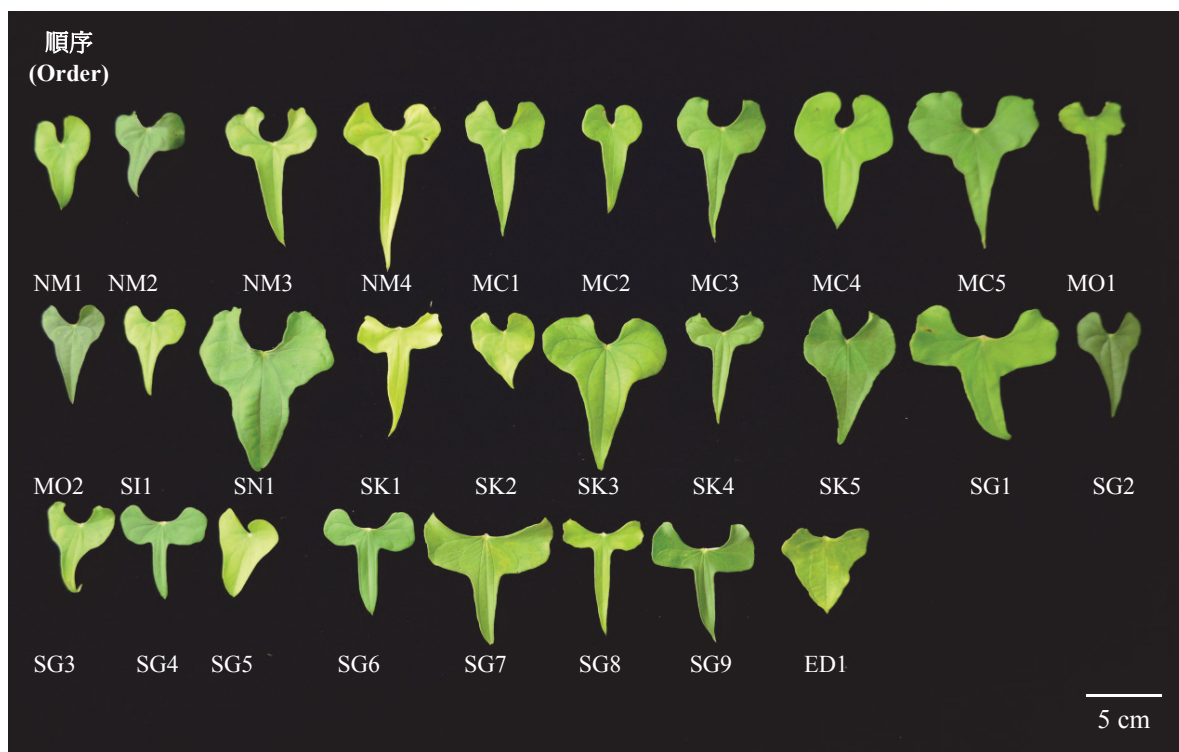 順序
(Order)
NM1 NM2 NM3 NM4 MC1 MC2 MC3 MC4 MC5 MO1
MO2 SI1 SN1 SK1 SK2 SK3 SK4 SK5 SG1 SG2
SG3 SG4 SG5 SG6 SG7 SG8 SG9 ED1
5 cm